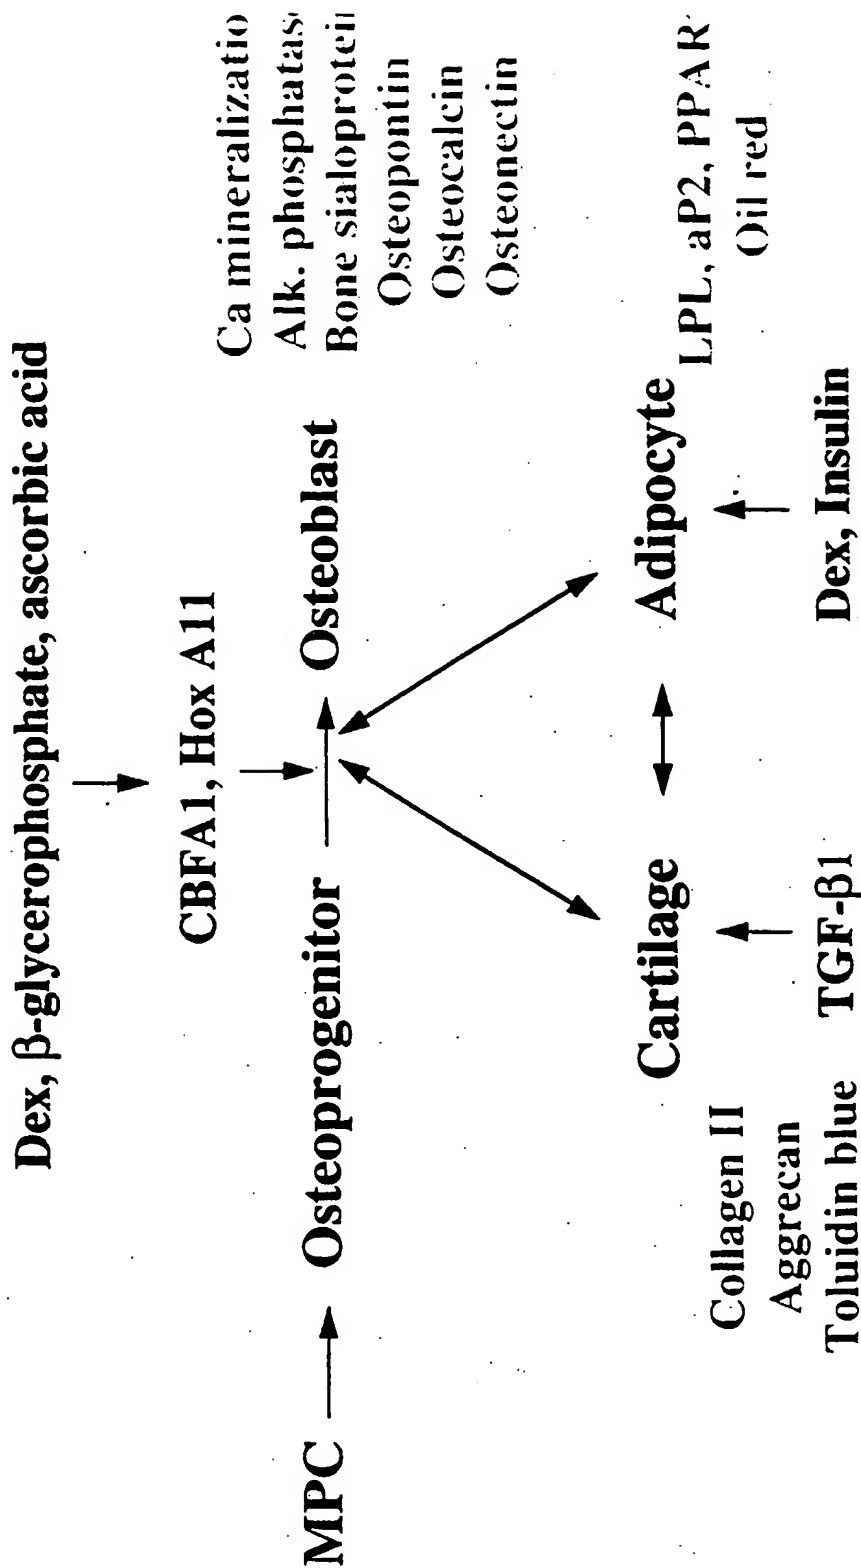 Dex, β-glycerophosphate, ascorbic acid
CBFA1, Hox A11
MPC
Osteoprogenitor
Osteoblast
Ca mineralizatio
Alk. phosphatas
Bone sialoprotein
Osteopontin
Osteocalcin
Osteonectin
Cartilage
Adipocyte
LPL, aP2, PPAR
Oil red
Collagen II
Aggrecan
Toluidin blue
TGF-β1
Dex, Insulin